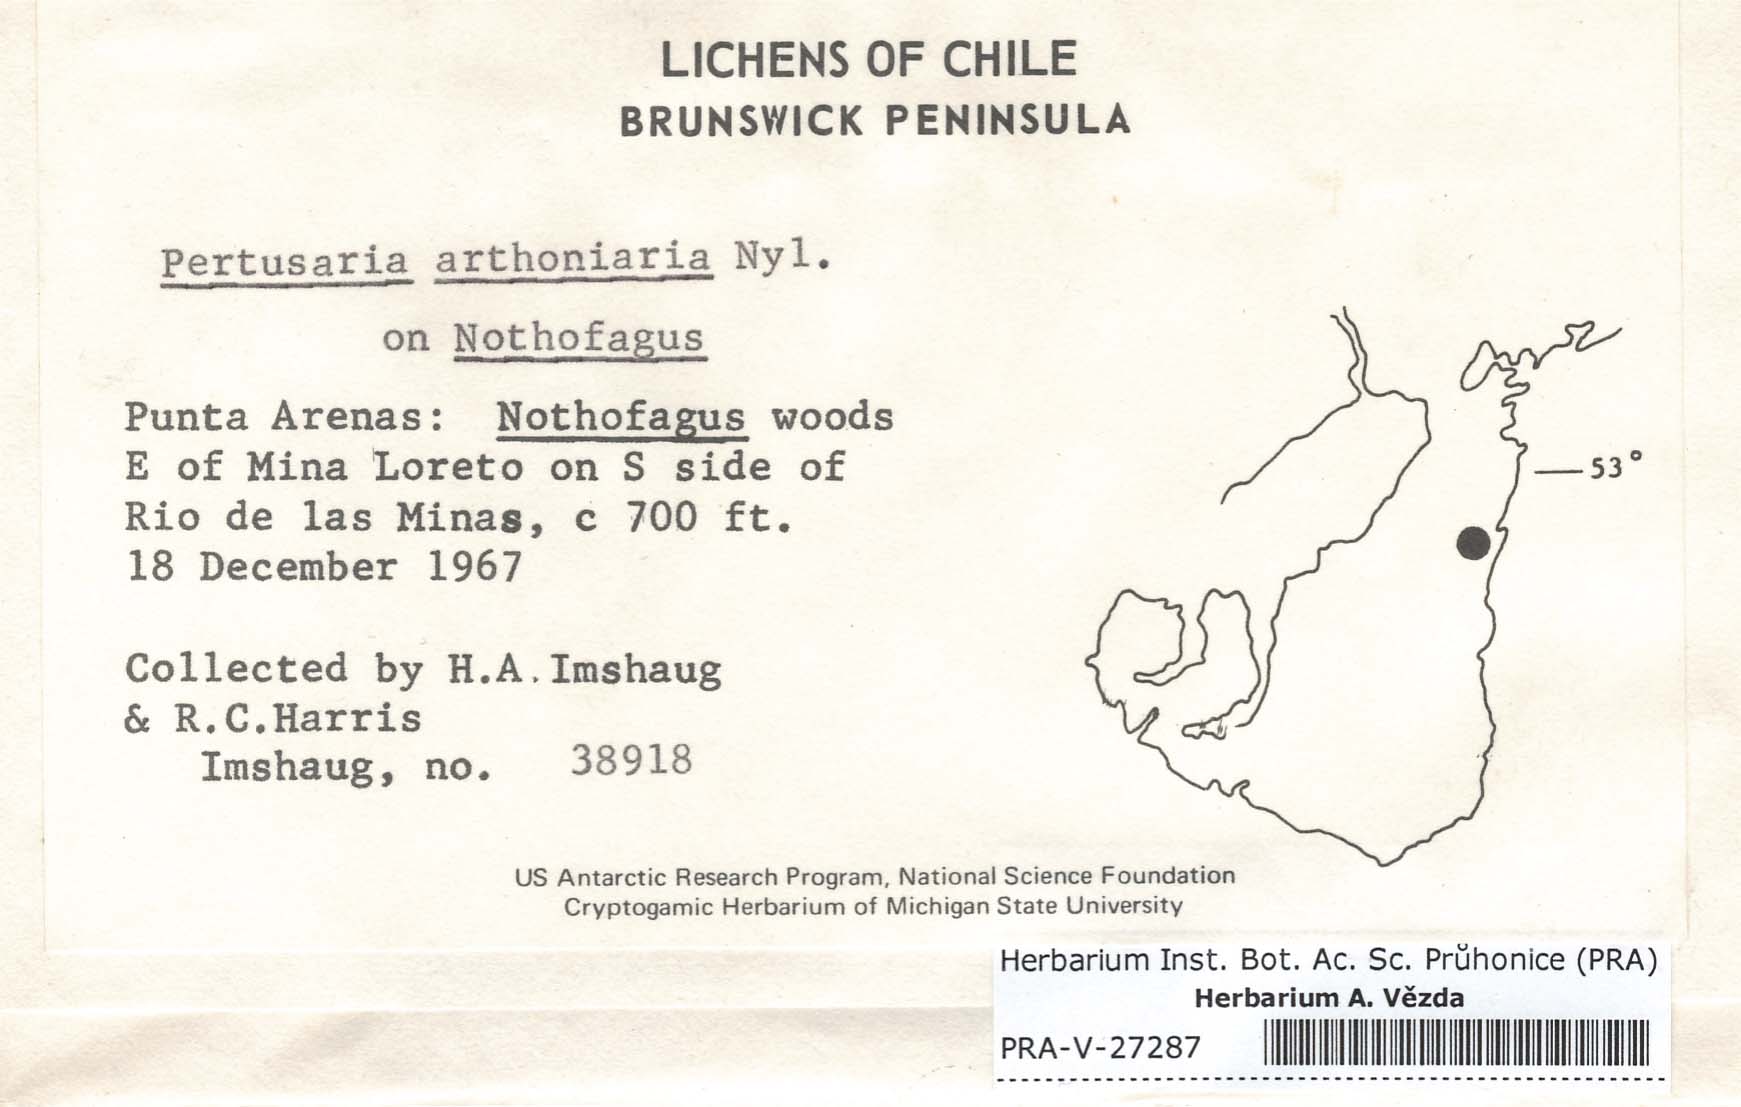 LICHENS OF CHILE
BRUNSWICK PENINSULA
Pertusaria arthoniaria Nyl.
on Nothofagus
Punta Arenas: Nothofagus woods
E of Mina Loreto on S side of
Rio de las Minas, c 700 ft.
18 December 1967
Collected by H.A. Imshaug
& R.C.Harris
Imshaug, no. 38918
53°
US Antarctic Research Program, National Science Foundation
Cryptogamic Herbarium of Michigan State University
Herbarium Inst. Bot. Ac. Sc. Průhonice (PRA)
Herbarium A. Vězda
PRA-V-27287